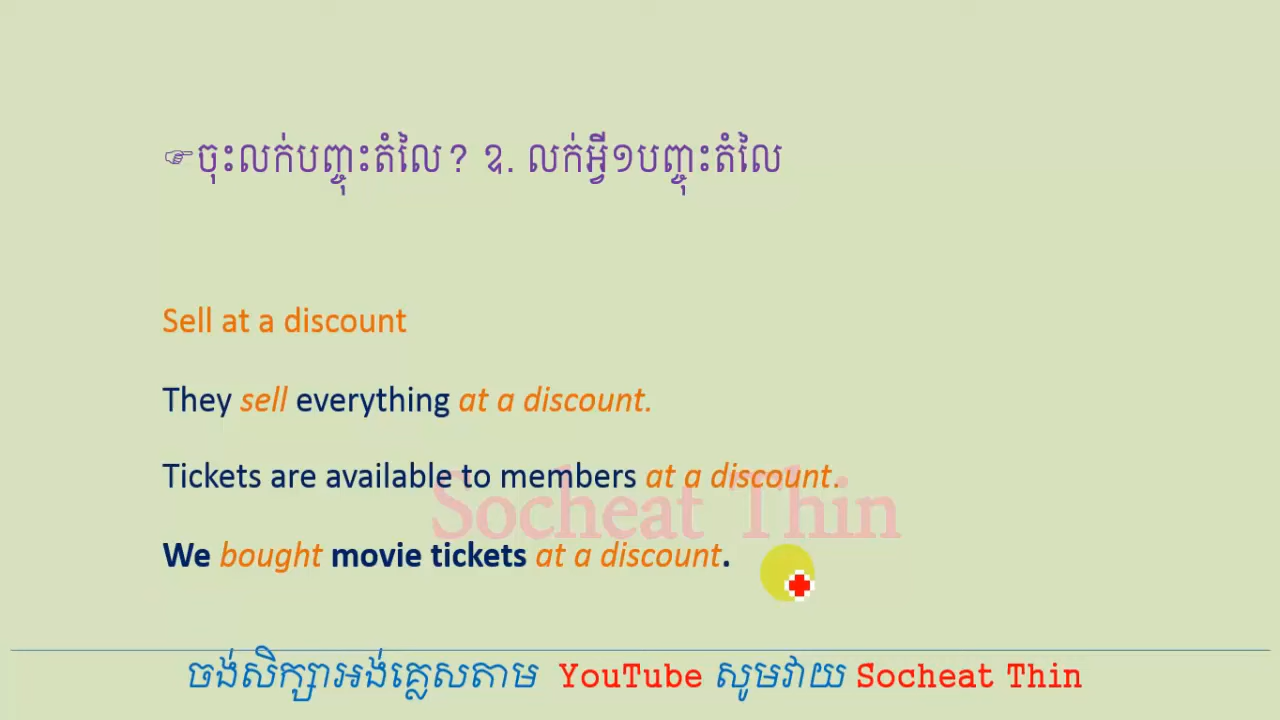 ☞ចុះលក់បញ្ចុះតំលៃ? ឧ. លក់អ្វី១បញ្ចុះតំលៃ
Sell at a discount
They sell everything at a discount.
Tickets are available to members at a discount.
Socheat Thin
We bought movie tickets at a discount.
ចង់សិក្សាអង់គ្លេសតាម YouTube សូមវាយ Socheat Thin